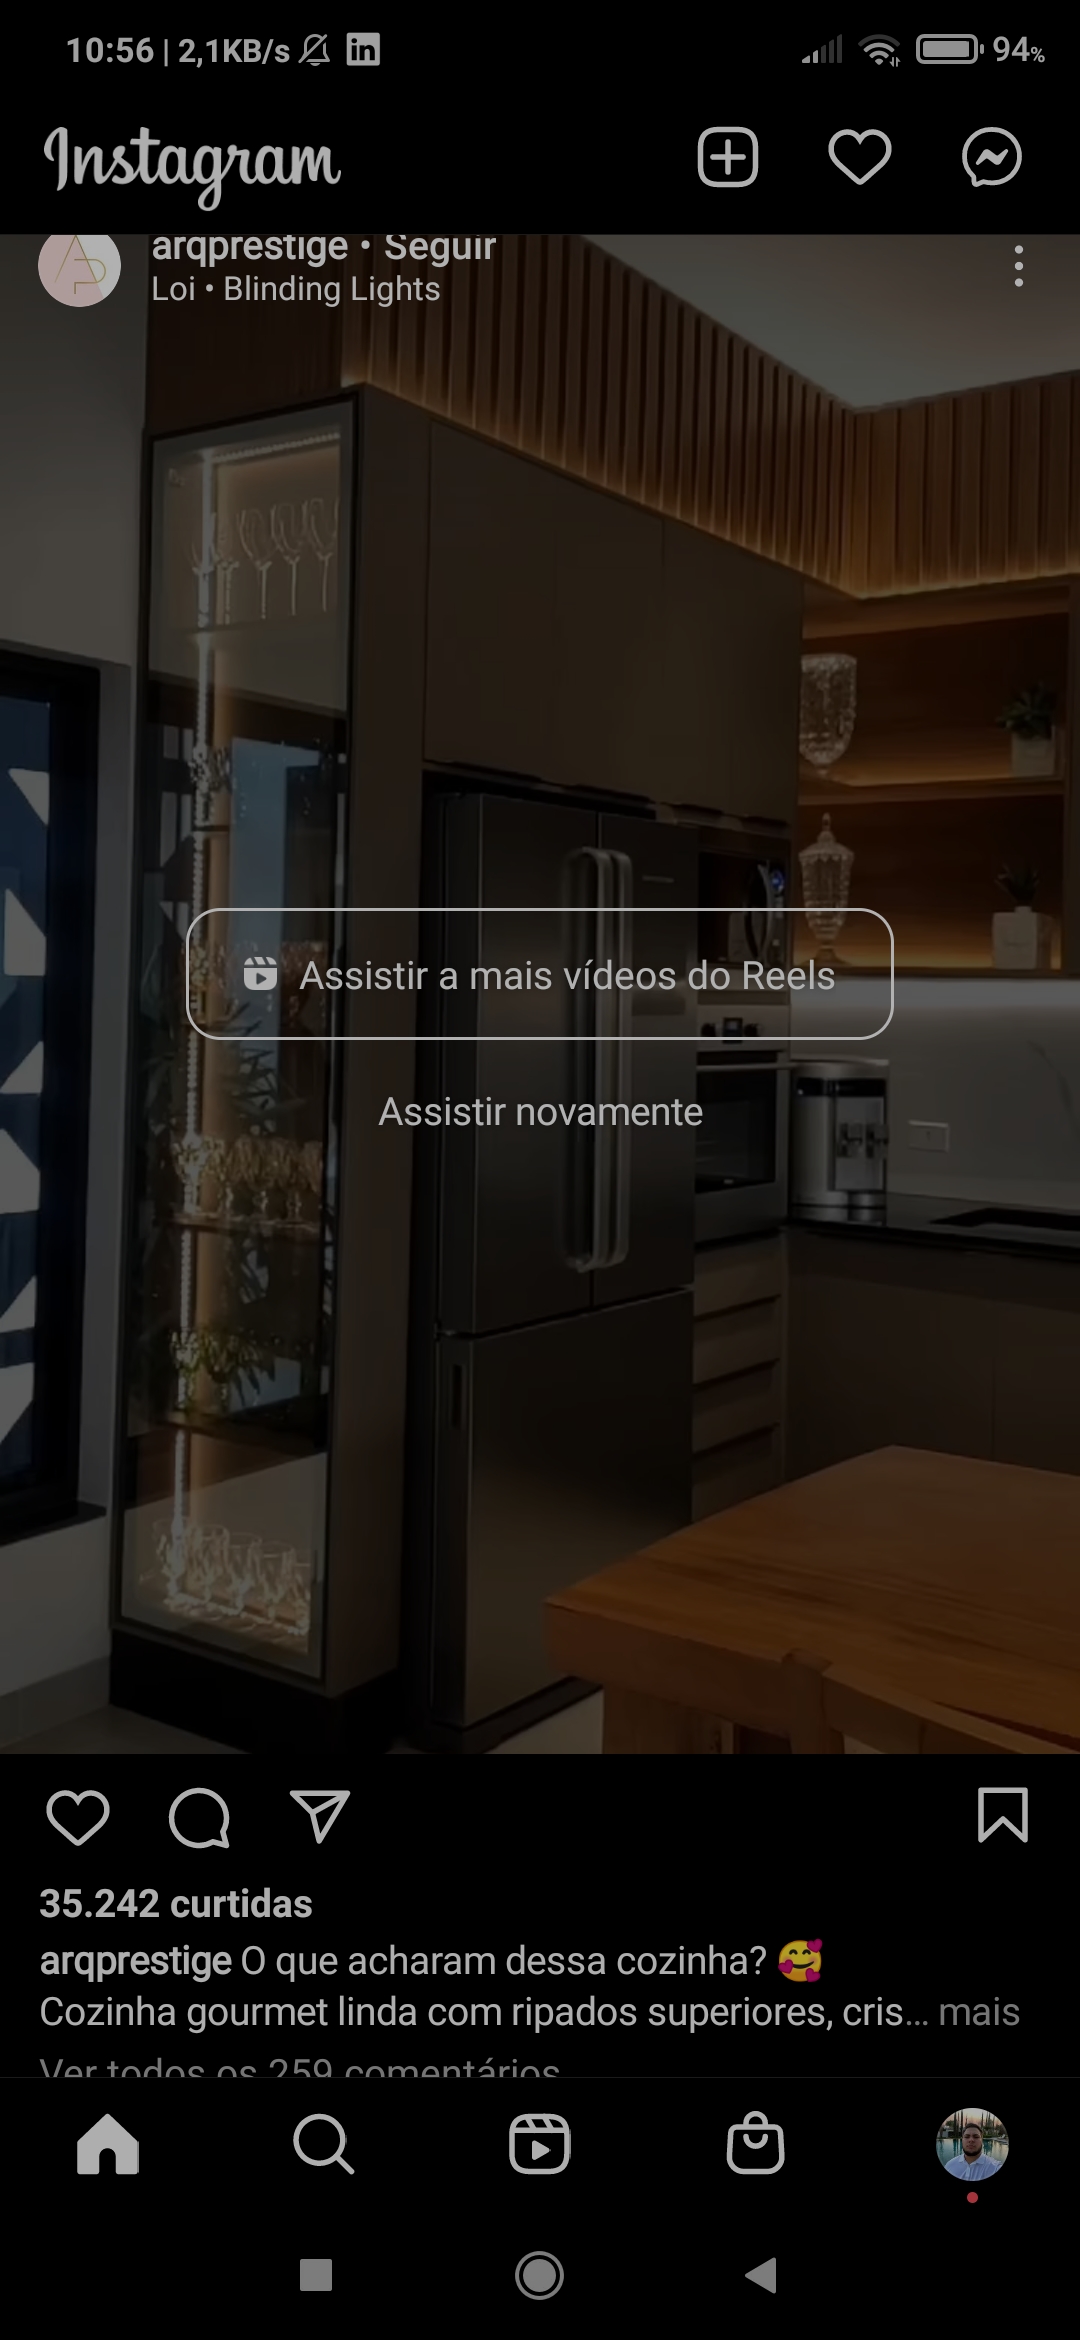 10:56 | 2,1KB/s in 94%
Instagram
arqprestige • Seguir
Loi • Blinding Lights
Assistir a mais vídeos do Reels
Assistir novamente
35.242 curtidas
arqprestige O que acharam dessa cozinha? 🥰
Cozinha gourmet linda com ripados superiores, cris... mais
Ver todos os 259 comentários